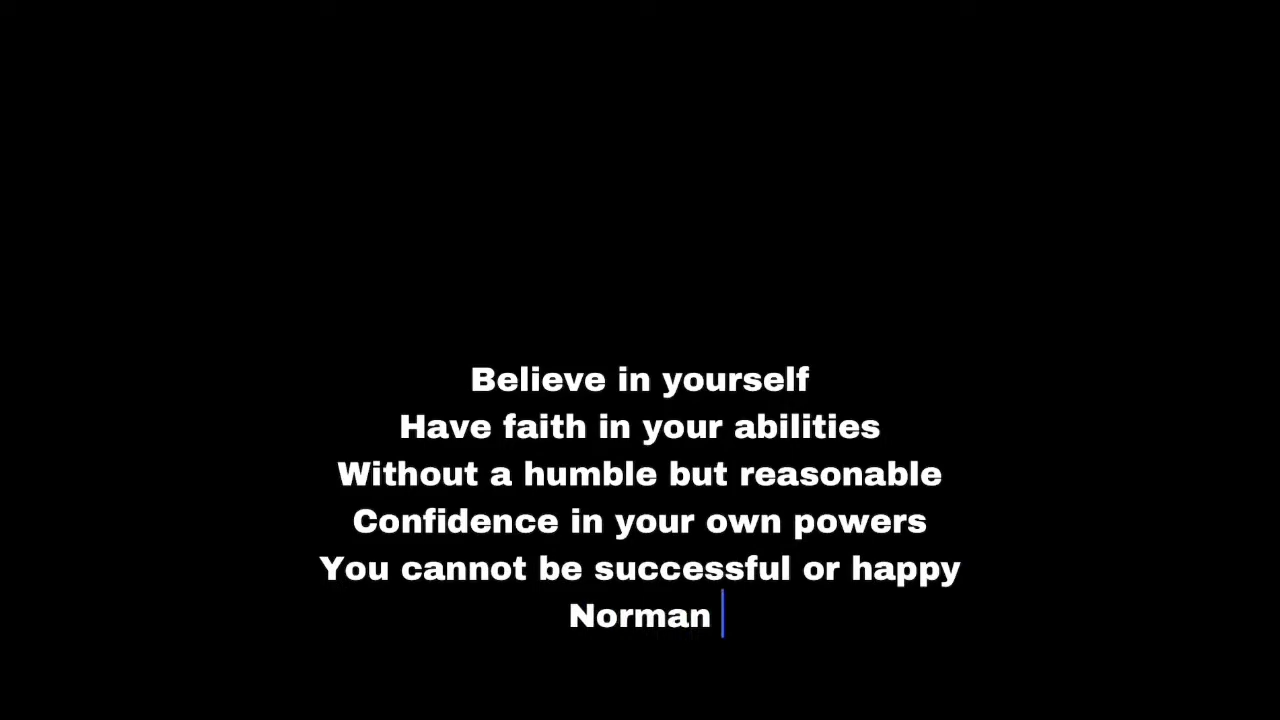 Believe in yourself
Have faith in your abilities
Without a humble but reasonable
Confidence in your own powers
You cannot be successful or happy
Norman